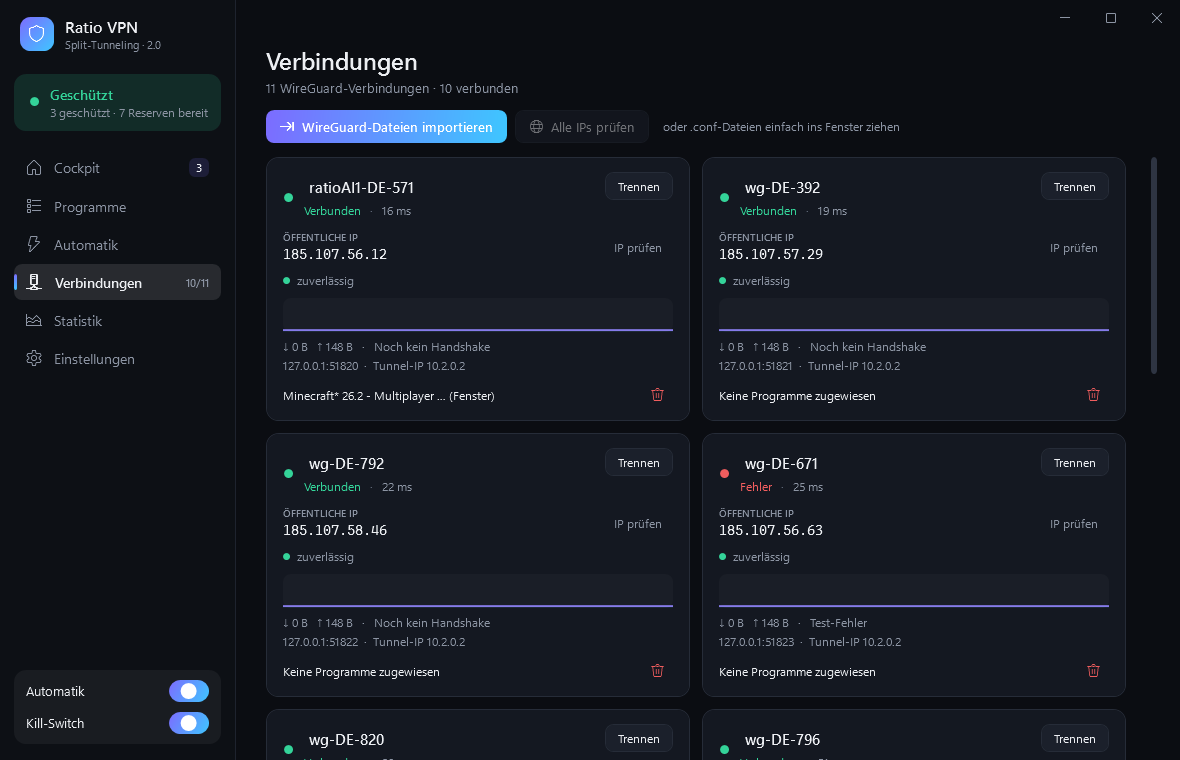 Ratio VPN
Split-Tunneling · 2.0
Geschützt
3 geschützt · 7 Reserven bereit
Cockpit 3
Programme
Automatik
Verbindungen 10/11
Statistik
Einstellungen
Automatik
Kill-Switch
Verbindungen
11 WireGuard-Verbindungen · 10 verbunden
WireGuard-Dateien importieren Alle IPs prüfen oder .conf-Dateien einfach ins Fenster ziehen
ratioAI1-DE-571 Trennen
Verbunden · 16 ms
ÖFFENTLICHE IP
185.107.56.12 IP prüfen
zuverlässig
↓ 0 B ↑ 148 B · Noch kein Handshake
127.0.0.1:51820 · Tunnel-IP 10.2.0.2
Minecraft* 26.2 - Multiplayer ... (Fenster)
wg-DE-392 Trennen
Verbunden · 19 ms
ÖFFENTLICHE IP
185.107.57.29 IP prüfen
zuverlässig
↓ 0 B ↑ 148 B · Noch kein Handshake
127.0.0.1:51821 · Tunnel-IP 10.2.0.2
Keine Programme zugewiesen
wg-DE-792 Trennen
Verbunden · 22 ms
ÖFFENTLICHE IP
185.107.58.46 IP prüfen
zuverlässig
↓ 0 B ↑ 148 B · Noch kein Handshake
127.0.0.1:51822 · Tunnel-IP 10.2.0.2
Keine Programme zugewiesen
wg-DE-671 Trennen
Fehler · 25 ms
ÖFFENTLICHE IP
185.107.56.63 IP prüfen
zuverlässig
↓ 0 B ↑ 148 B · Test-Fehler
127.0.0.1:51823 · Tunnel-IP 10.2.0.2
Keine Programme zugewiesen
wg-DE-820 Trennen
wg-DE-796 Trennen